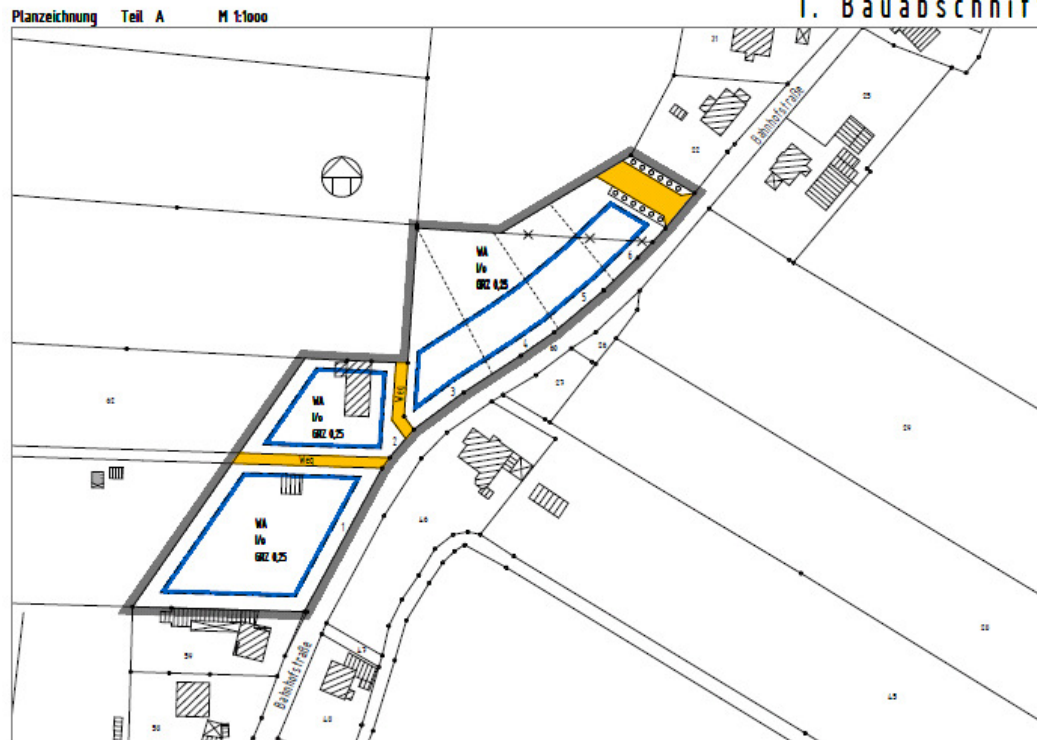 Planzeichnung Teil A M 1:1000
1. Bauabschnit
21
Bahnhofstraße
25
22
WA
I/o
GRZ 0,25
6
5
4
60
26
3
27
62
WA
I/o
GRZ 0,25
Weg
2
29
Weg
WA
I/o
GRZ 0,25
1
46
28
59
Bahnhofstraße
47
45
58
48